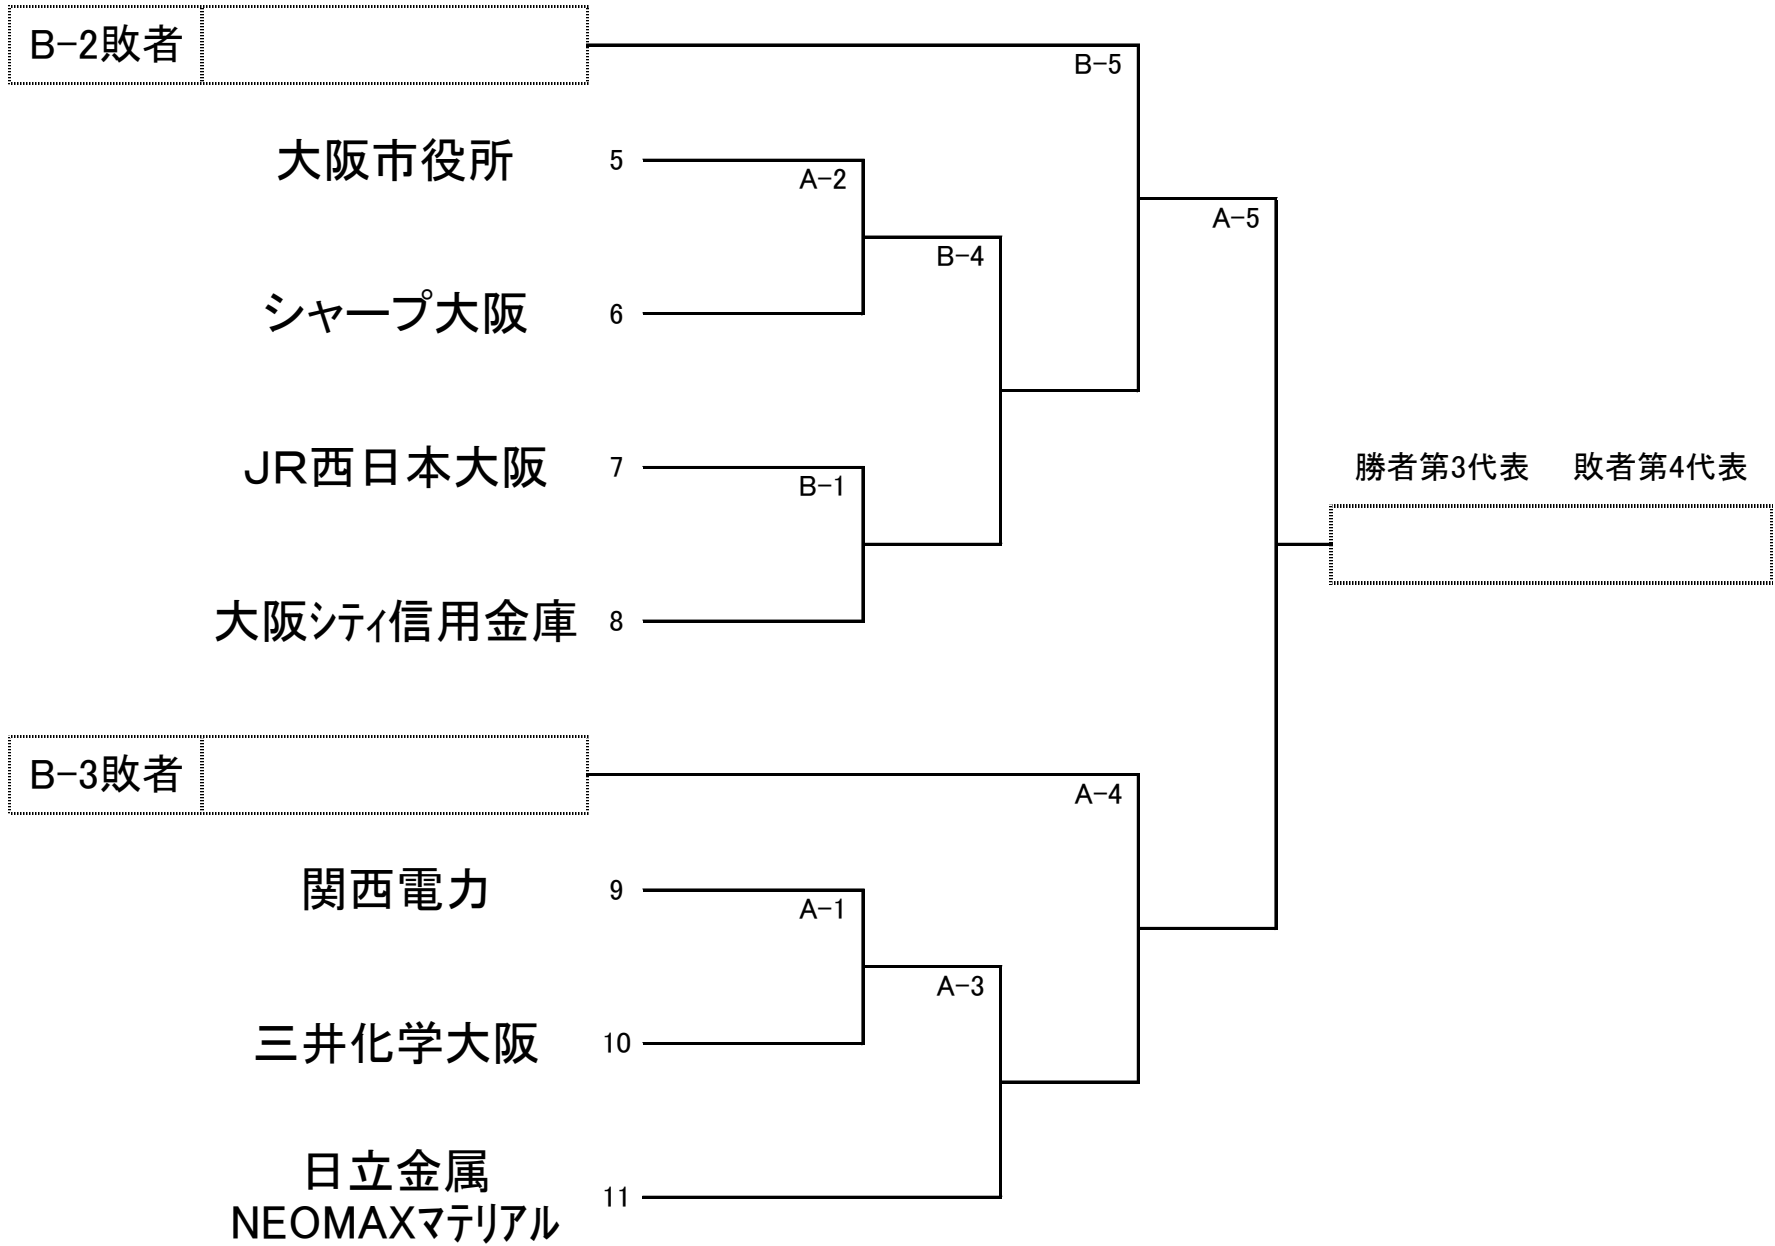 B-2敗者
B-5
大阪市役所 5
A-2
A-5
B-4
シャープ大阪 6
JR西日本大阪 7
勝者第3代表 敗者第4代表
B-1
大阪シティ信用金庫 8
B-3敗者
A-4
関西電力 9
A-1
A-3
三井化学大阪 10
日立金属
11
NEOMAXマテリアル